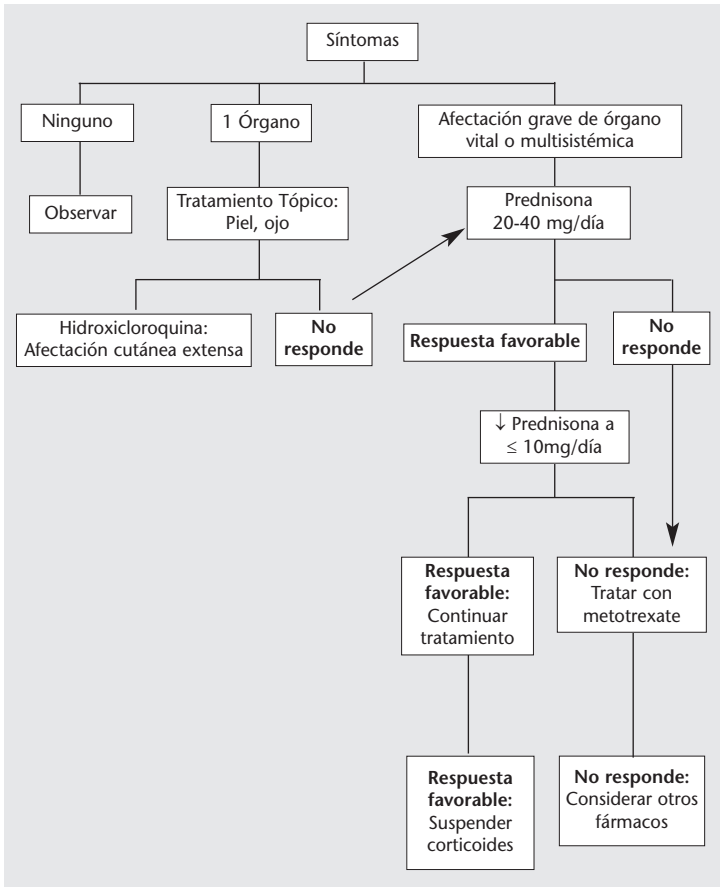 Síntomas
Ninguno
1 Órgano
Afectación grave de órgano
vital o multisistémica
Observar
Tratamiento Tópico:
Piel, ojo
Prednisona
20-40 mg/día
Hidroxicloroquina:
Afectación cutánea extensa
No
responde
Respuesta favorable
No
responde
↓ Prednisona a
≤ 10mg/día
Respuesta
favorable:
Continuar
tratamiento
No responde:
Tratar con
metotrexate
Respuesta
favorable:
Suspender
corticoides
No responde:
Considerar otros
fármacos